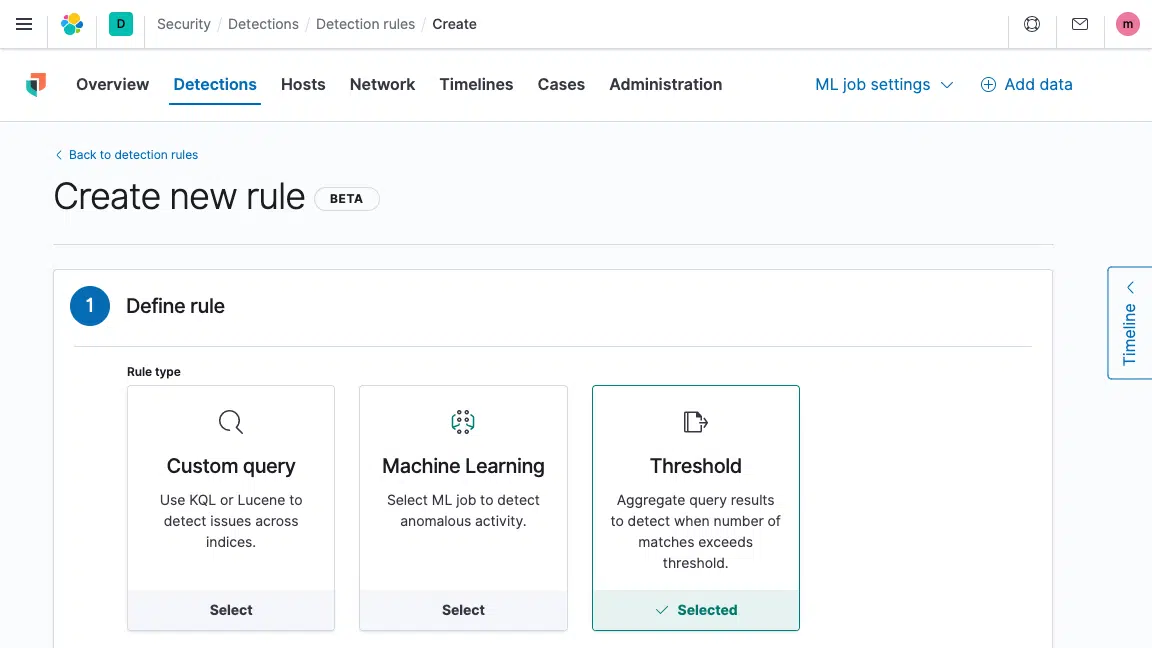 D Security / Detections / Detection rules / Create m
Overview Detections Hosts Network Timelines Cases Administration ML job settings Add data
Back to detection rules
Create new rule BETA
Timeline
1 Define rule
Rule type
Custom query
Use KQL or Lucene to
detect issues across
indices.
Select
Machine Learning
Select ML job to detect
anomalous activity.
Select
Threshold
Aggregate query results
to detect when number of
matches exceeds
threshold.
Selected